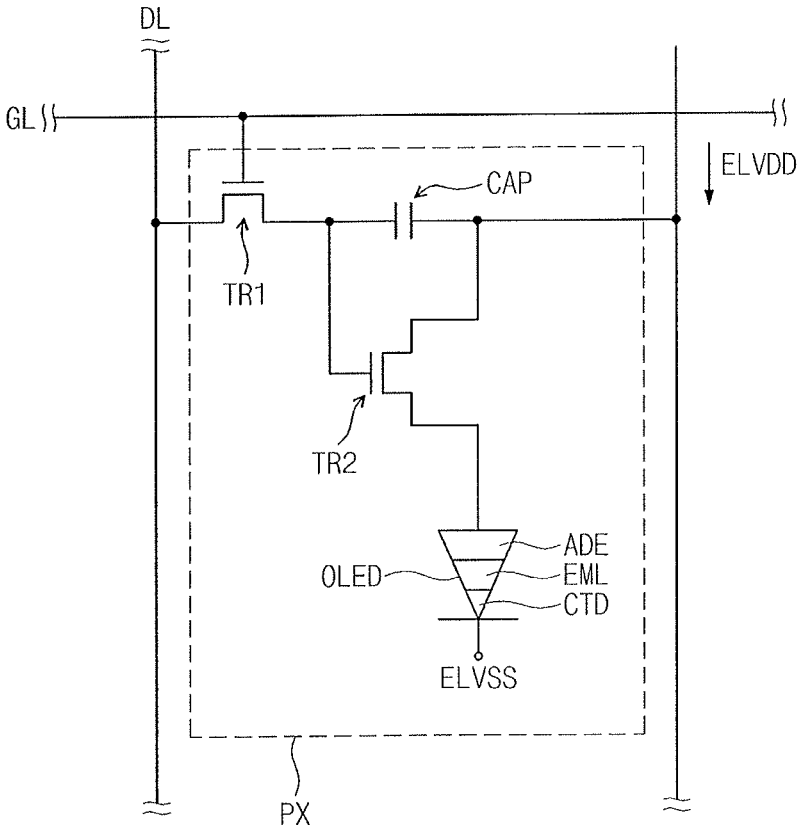 DL
GL
ELVDD
CAP
TR1
TR2
ADE
OLED
EML
CTD
ELVSS
PX